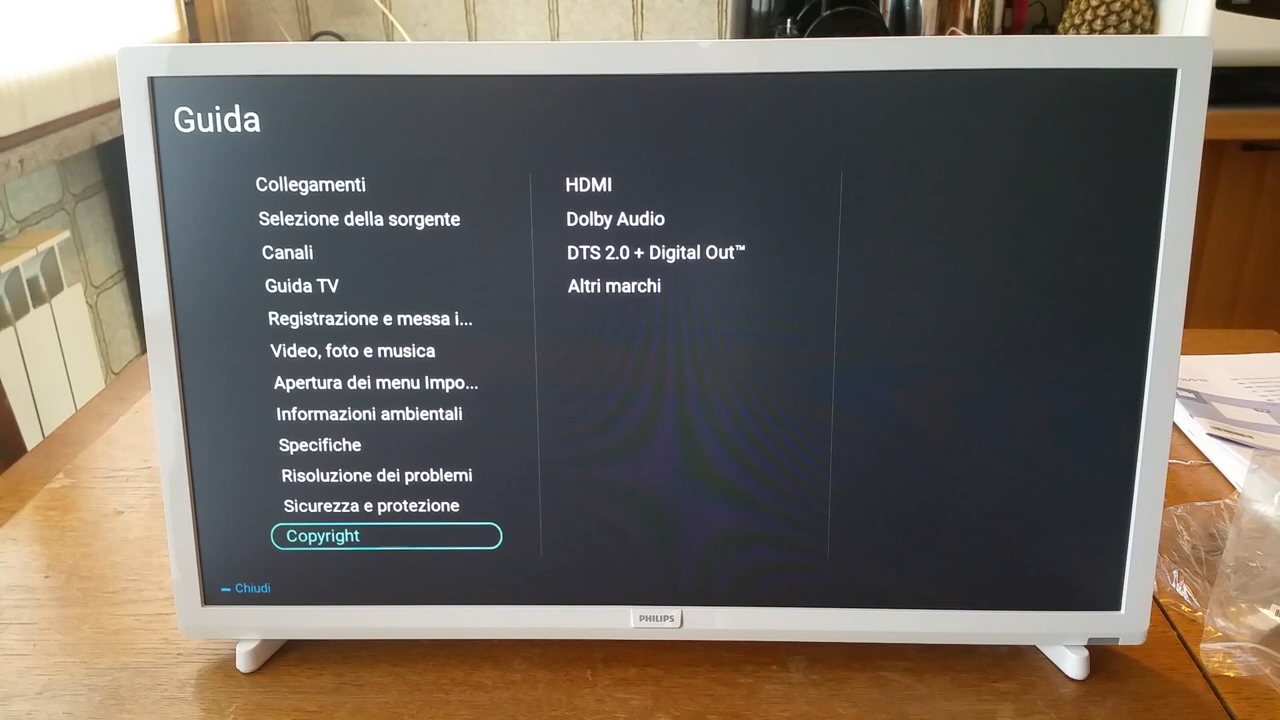 Guida
Collegamenti
Selezione della sorgente
Canali
Guida TV
Registrazione e messa i...
Video, foto e musica
Apertura dei menu Impo...
Informazioni ambientali
Specifiche
Risoluzione dei problemi
Sicurezza e protezione
Copyright
HDMI
Dolby Audio
DTS 2.0 + Digital Out™
Altri marchi
Chiudi
PHILIPS